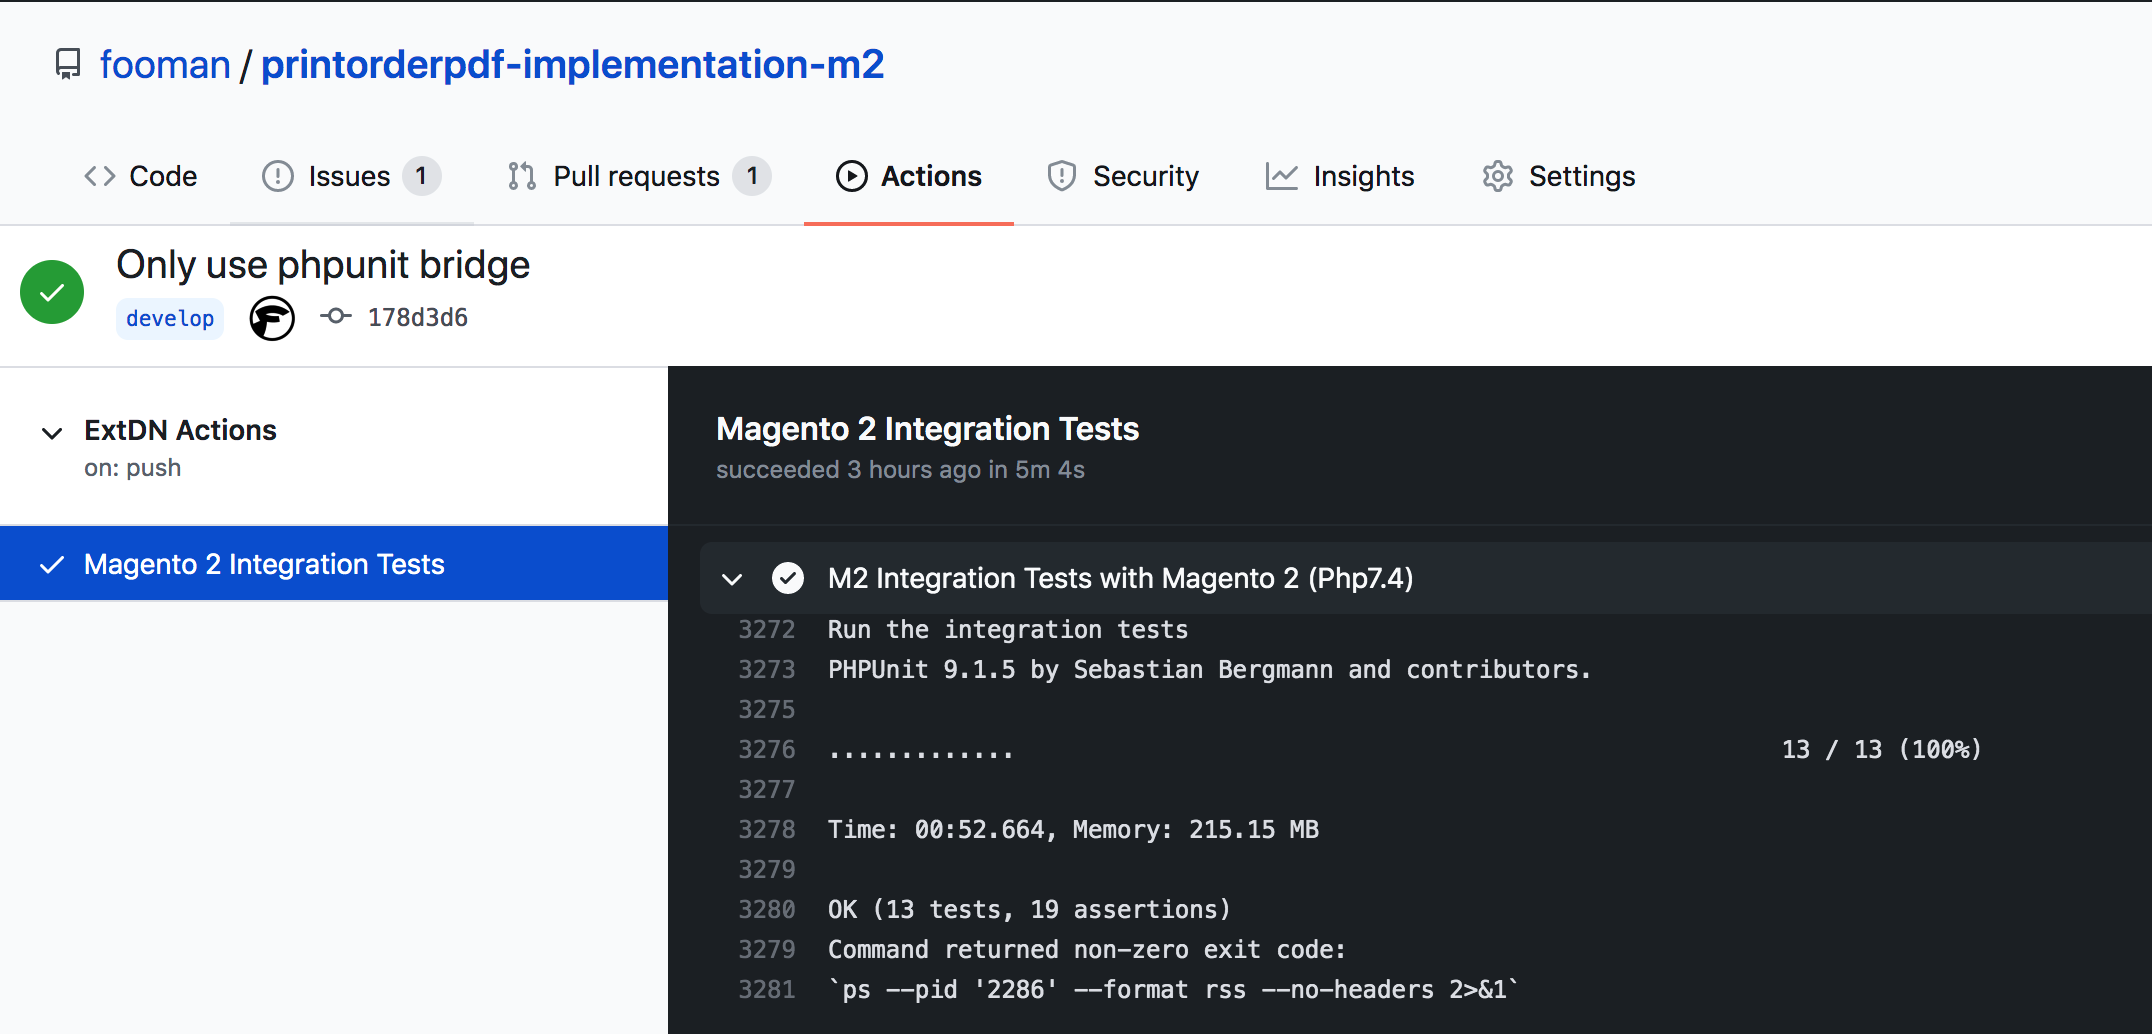 fooman / printorderpdf-implementation-m2
Code Issues 1 Pull requests 1 Actions Security Insights Settings
Only use phpunit bridge
develop 178d3d6
ExtDN Actions
on: push
Magento 2 Integration Tests
Magento 2 Integration Tests
succeeded 3 hours ago in 5m 4s
M2 Integration Tests with Magento 2 (Php7.4)
3272 Run the integration tests
3273 PHPUnit 9.1.5 by Sebastian Bergmann and contributors.
3275
3276 ............. 13 / 13 (100%)
3277
3278 Time: 00:52.664, Memory: 215.15 MB
3279
3280 OK (13 tests, 19 assertions)
3279 Command returned non-zero exit code:
3281 `ps --pid '2286' --format rss --no-headers 2>&1`